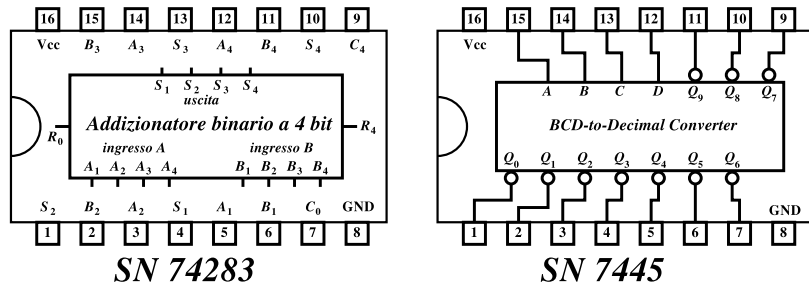 16 15 14 13 12 11 10 9
Vcc B3 A3 S3 A4 B4 S4 C4
S1 S2 S3 S4
uscita
Addizionatore binario a 4 bit
R0 R4
ingresso A ingresso B
A1 A2 A3 A4 B1 B2 B3 B4
S2 B2 A2 S1 A1 B1 C0 GND
1 2 3 4 5 6 7 8
SN 74283
16 15 14 13 12 11 10 9
Vcc
A B C D Q9 Q8 Q7
BCD-to-Decimal Converter
Q0 Q1 Q2 Q3 Q4 Q5 Q6
GND
1 2 3 4 5 6 7 8
SN 7445